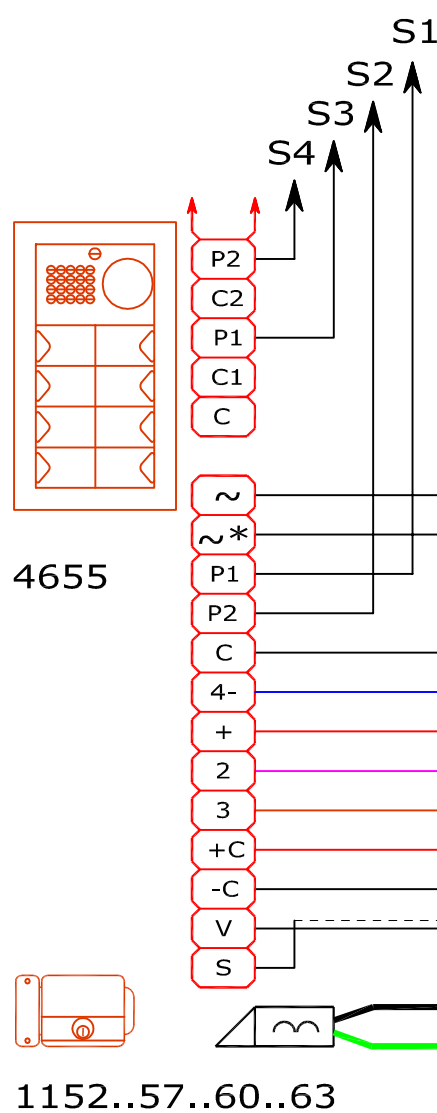 S1
S2
S3
S4
P2
C2
P1
C1
C
~
~*
4655
P1
P2
C
4-
+
2
3
+C
-C
V
S
1152..57..60..63